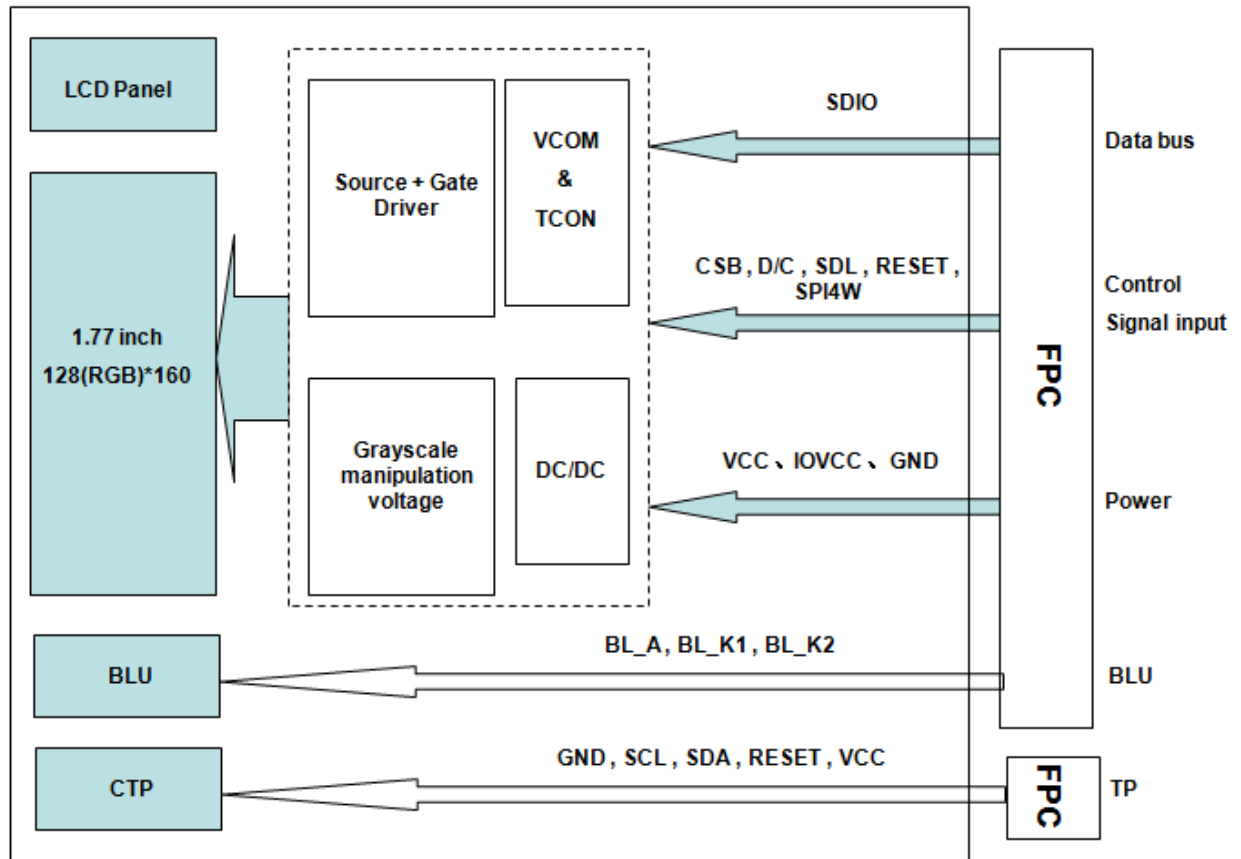 LCD Panel
1.77 inch
128(RGB)*160
Source + Gate
Driver
VCOM
&
TCON
Grayscale
manipulation
voltage
DC/DC
SDIO
CSB , D/C , SDL , RESET ,
SPI4W
VCC、IOVCC、GND
FPC
Data bus
Control
Signal input
Power
BLU
BL_A , BL_K1 , BL_K2
BLU
CTP
GND , SCL , SDA , RESET , VCC
FPC
TP